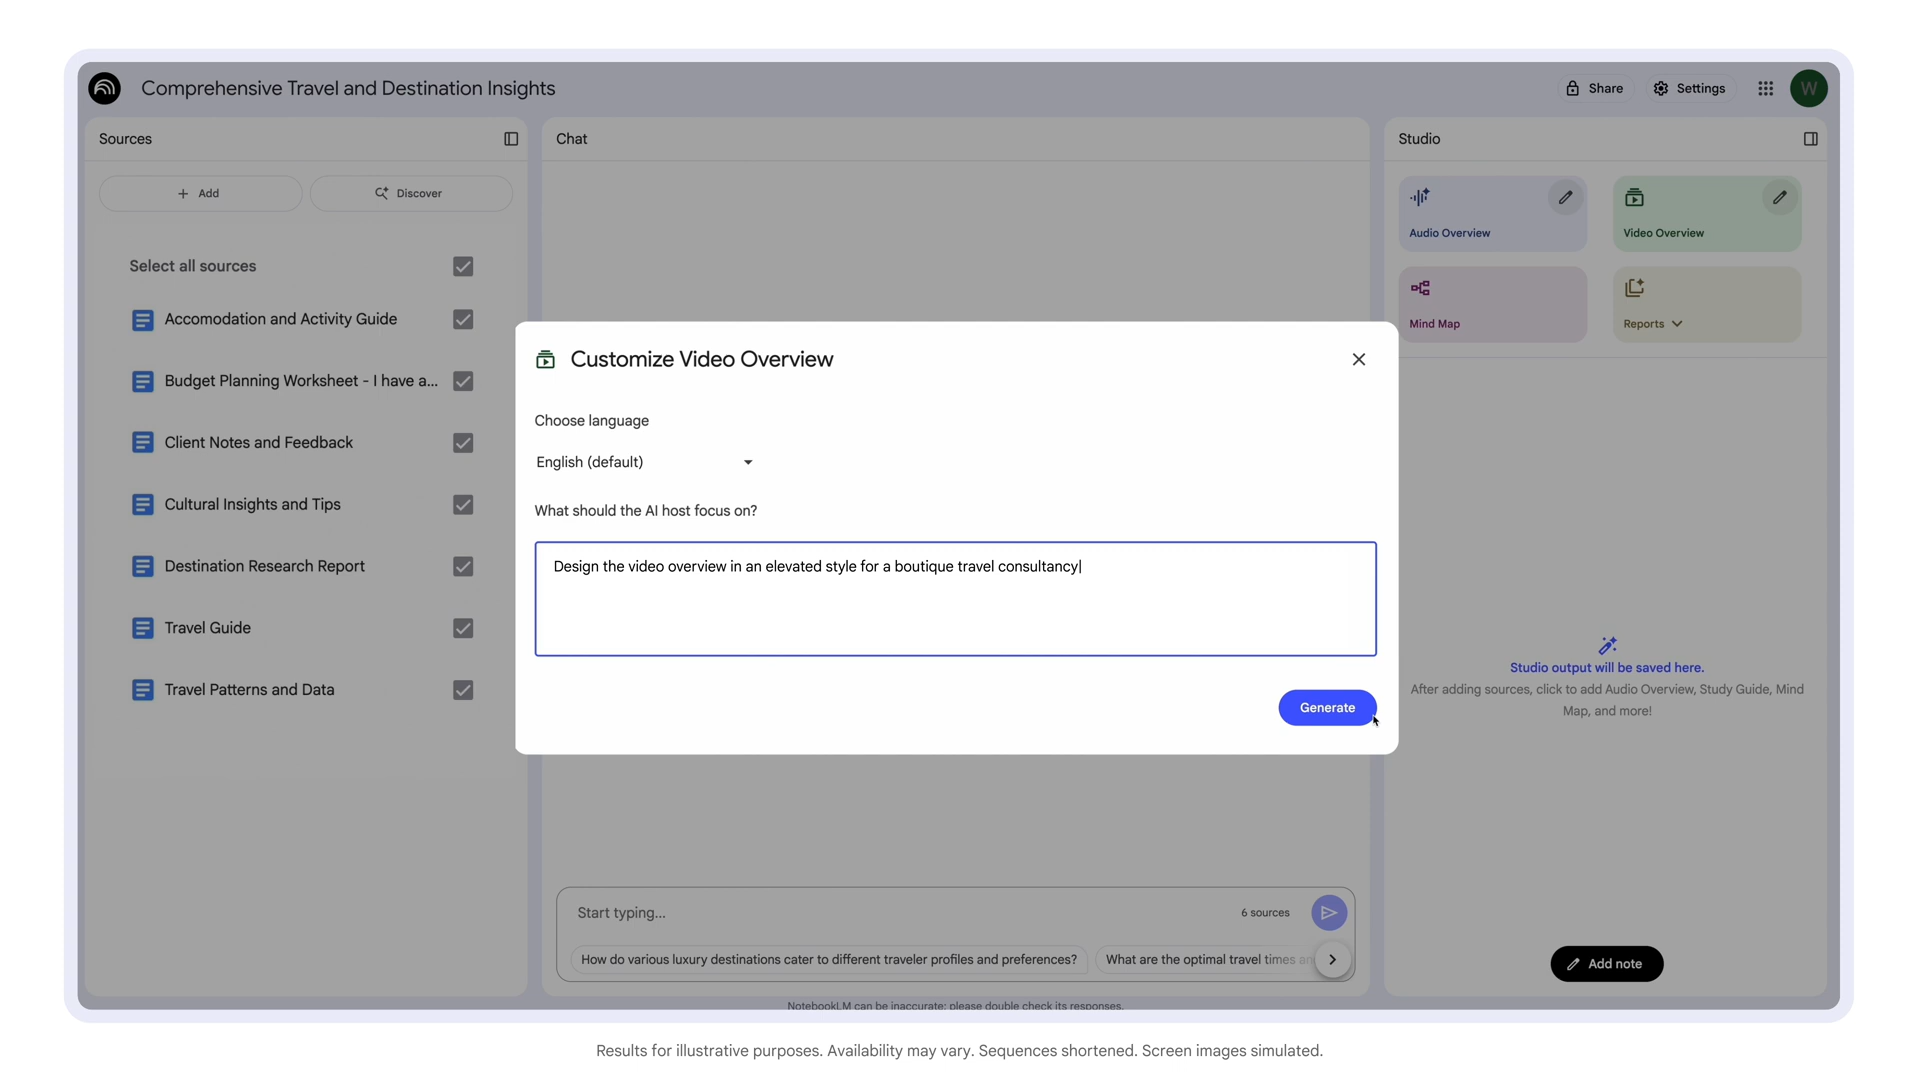 Comprehensive Travel and Destination Insights
Share
Settings
W
Sources
Add
Discover
Select all sources
Accomodation and Activity Guide
Budget Planning Worksheet - I have a...
Client Notes and Feedback
Cultural Insights and Tips
Destination Research Report
Travel Guide
Travel Patterns and Data
Chat
Customize Video Overview
Choose language
English (default)
What should the AI host focus on?
Design the video overview in an elevated style for a boutique travel consultancy
Generate
Start typing...
6 sources
How do various luxury destinations cater to different traveler profiles and preferences?
What are the optimal travel times
NotebookLM can be inaccurate; please double check its responses.
Studio
Audio Overview
Video Overview
Mind Map
Reports
Studio output will be saved here.
After adding sources, click to add Audio Overview, Study Guide, Mind
Map, and more!
Add note
Results for illustrative purposes. Availability may vary. Sequences shortened. Screen images simulated.